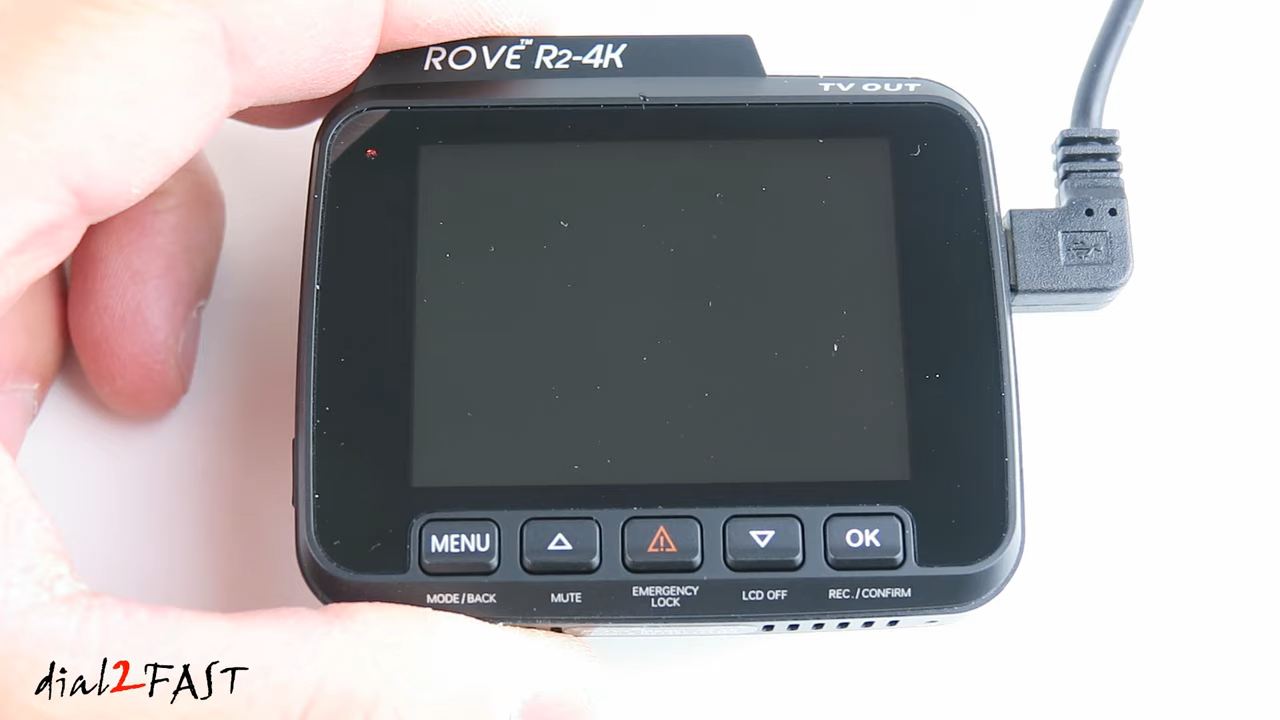 ROVE™ R2-4K
TV OUT
MENU
OK
MODE/BACK
MUTE
EMERGENCY
LOCK
LCD OFF
REC./CONFIRM
dial2FAST